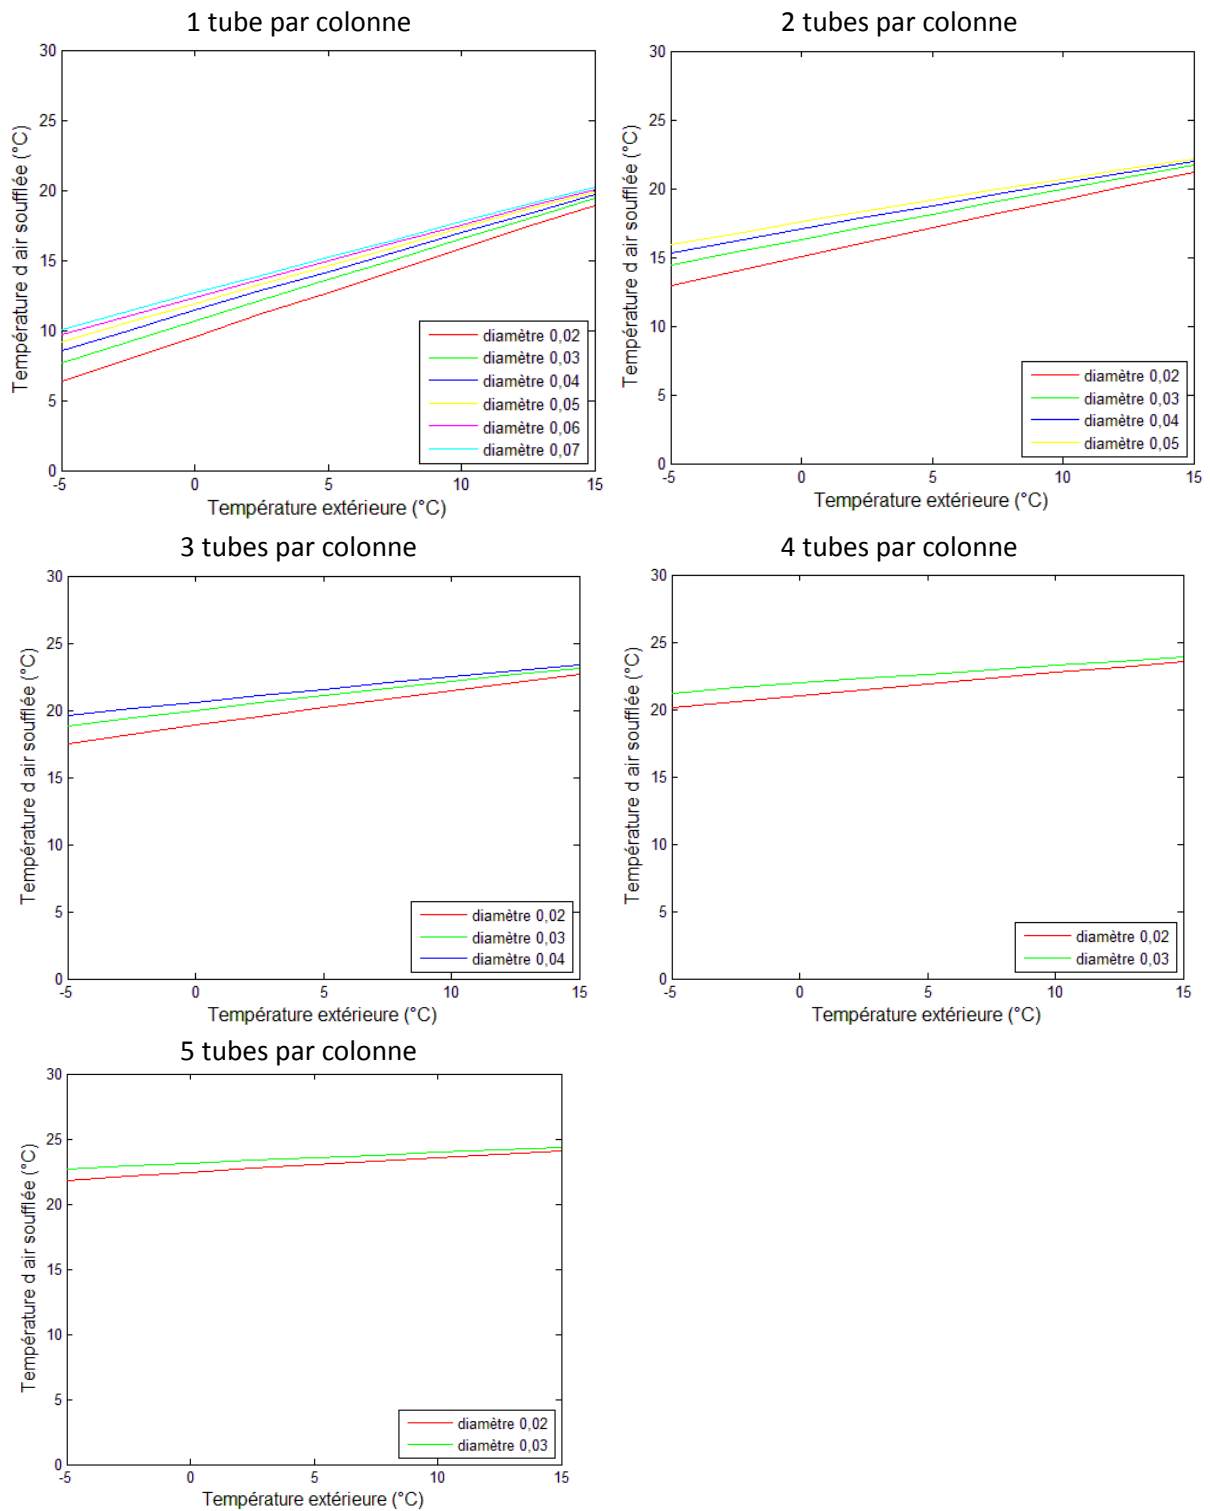 1 tube par colonne
30
25
20
15
10
5
0
-5
0
5
10
15
Température d air soufflée (°C)
Température extérieure (°C)
diamètre 0,02
diamètre 0,03
diamètre 0,04
diamètre 0,05
diamètre 0,06
diamètre 0,07
2 tubes par colonne
30
25
20
15
10
5
0
-5
0
5
10
15
Température d air soufflée (°C)
Température extérieure (°C)
diamètre 0,02
diamètre 0,03
diamètre 0,04
diamètre 0,05
3 tubes par colonne
30
25
20
15
10
5
0
-5
0
5
10
15
Température d air soufflée (°C)
Température extérieure (°C)
diamètre 0,02
diamètre 0,03
diamètre 0,04
4 tubes par colonne
30
25
20
15
10
5
0
-5
0
5
10
15
Température d air soufflée (°C)
Température extérieure (°C)
diamètre 0,02
diamètre 0,03
5 tubes par colonne
30
25
20
15
10
5
0
-5
0
5
10
15
Température d air soufflée (°C)
Température extérieure (°C)
diamètre 0,02
diamètre 0,03